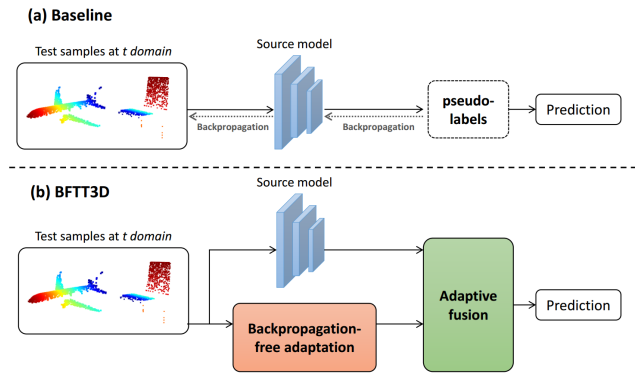 (a) Baseline
Test samples at t domain
Source model
Backpropagation
Backpropagation
pseudo-
labels
Prediction
(b) BFTT3D
Test samples at t domain
Source model
Backpropagation-
free adaptation
Adaptive
fusion
Prediction